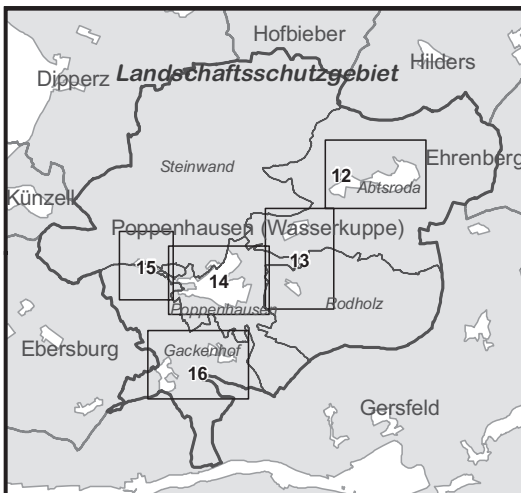 Hofbieber
Hilders
Dipperz
Landschaftsschutzgebiet
Steinwand
Ehrenberg
12
Abtsroda
Künzell
Poppenhausen (Wasserkuppe)
15
13
14
Poppenhausen
Rodholz
Ebersburg
Gackenhof
16
Gersfeld